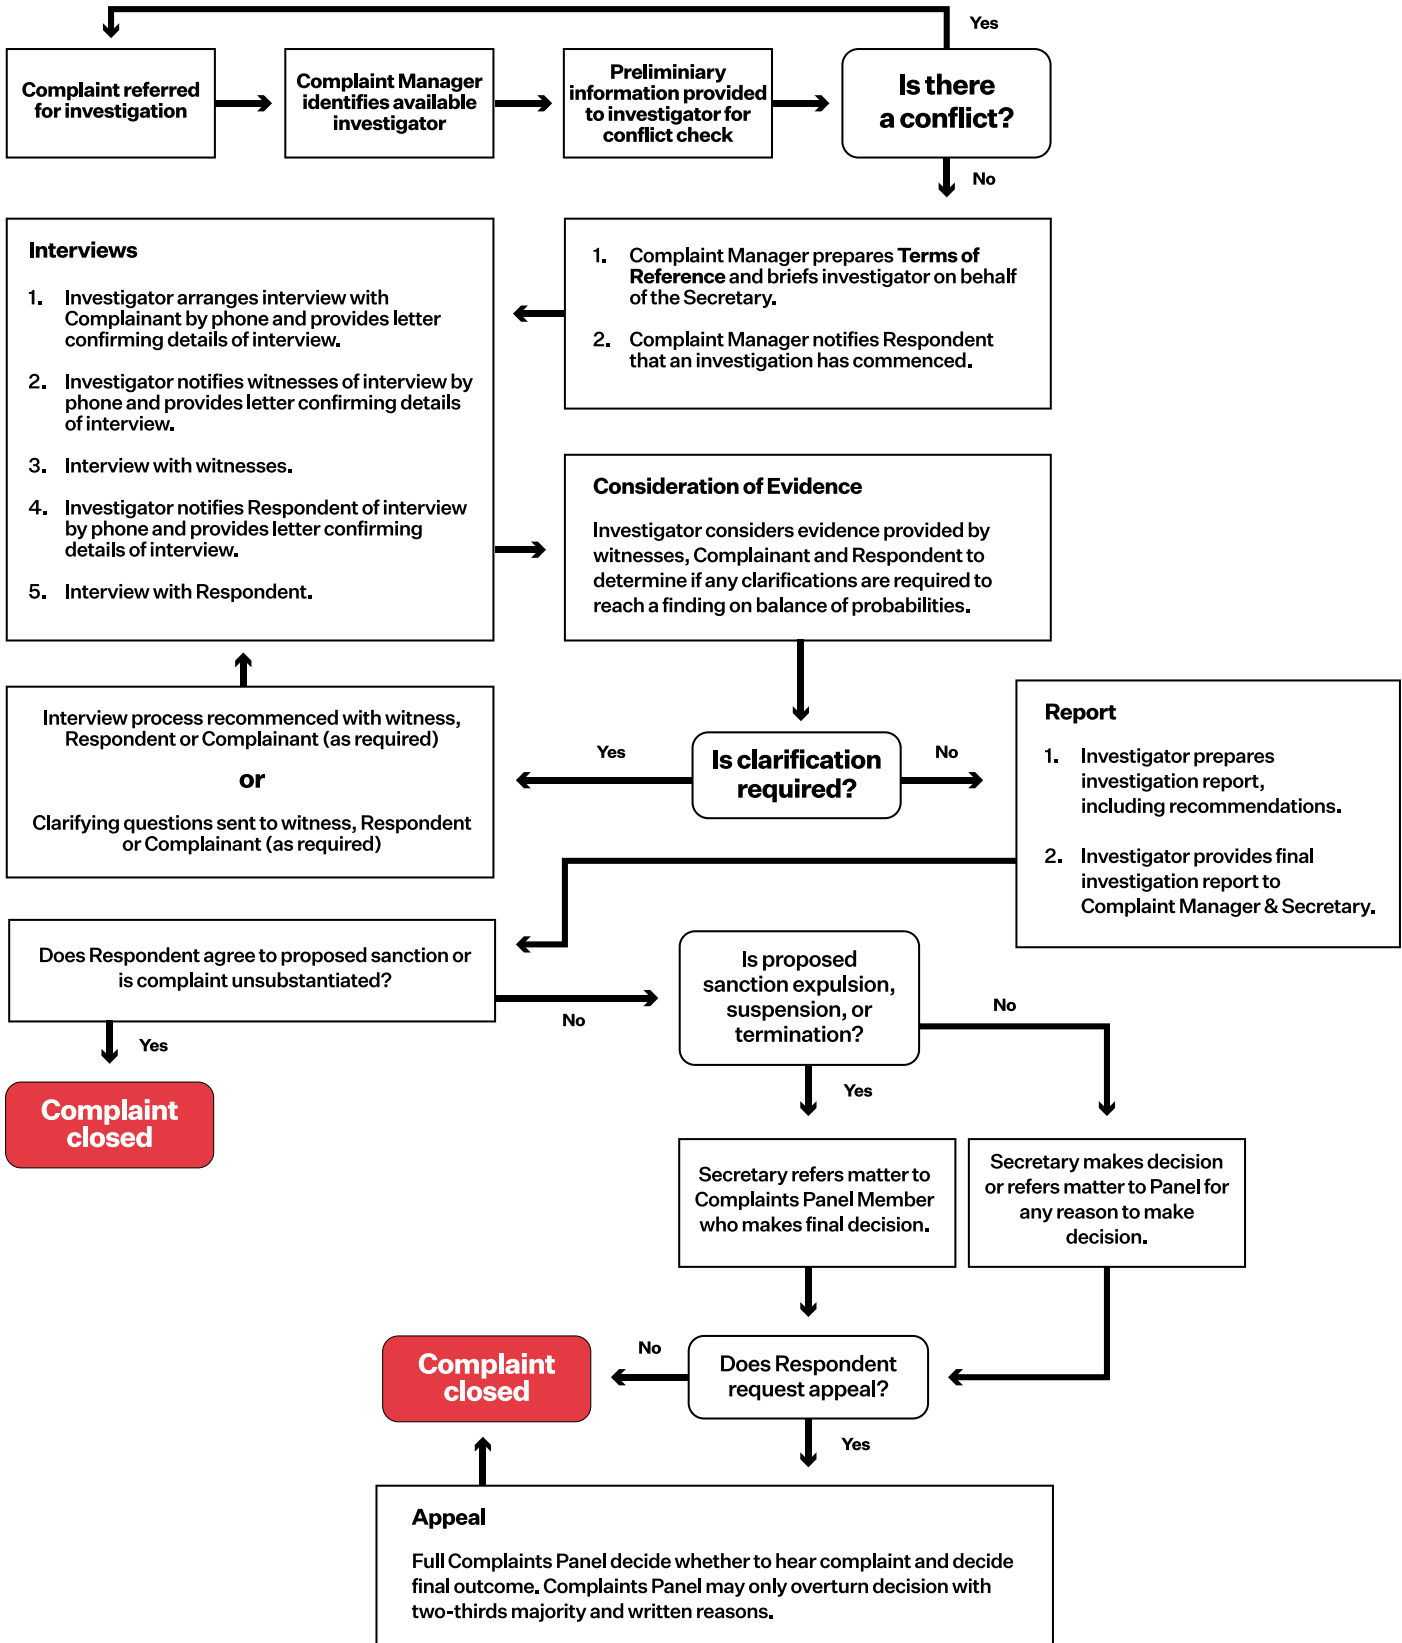 Yes
Complaint referred
for investigation
Complaint Manager
identifies available
investigator
Preliminiary
information provided
to investigator for
conflict check
Is there
a conflict?
No
Interviews
1. Investigator arranges interview with
Complainant by phone and provides letter
confirming details of interview.
2. Investigator notifies witnesses of interview by
phone and provides letter confirming details
of interview.
3. Interview with witnesses.
4. Investigator notifies Respondent of interview
by phone and provides letter confirming
details of interview.
5. Interview with Respondent.
1. Complaint Manager prepares Terms of
Reference and briefs investigator on behalf
of the Secretary.
2. Complaint Manager notifies Respondent
that an investigation has commenced.
Consideration of Evidence
Investigator considers evidence provided by
witnesses, Complainant and Respondent to
determine if any clarifications are required to
reach a finding on balance of probabilities.
Interview process recommenced with witness,
Respondent or Complainant (as required)
or
Clarifying questions sent to witness, Respondent
or Complainant (as required)
Yes
Is clarification
required?
No
Report
1. Investigator prepares
investigation report,
including recommendations.
2. Investigator provides final
investigation report to
Complaint Manager & Secretary.
Does Respondent agree to proposed sanction or
is complaint unsubstantiated?
No
Yes
Complaint
closed
Is proposed
sanction expulsion,
suspension, or
termination?
No
Yes
Secretary refers matter to
Complaints Panel Member
who makes final decision.
Secretary makes decision
or refers matter to Panel for
any reason to make
decision.
Complaint
closed
No
Does Respondent
request appeal?
Yes
Appeal
Full Complaints Panel decide whether to hear complaint and decide
final outcome. Complaints Panel may only overturn decision with
two-thirds majority and written reasons.